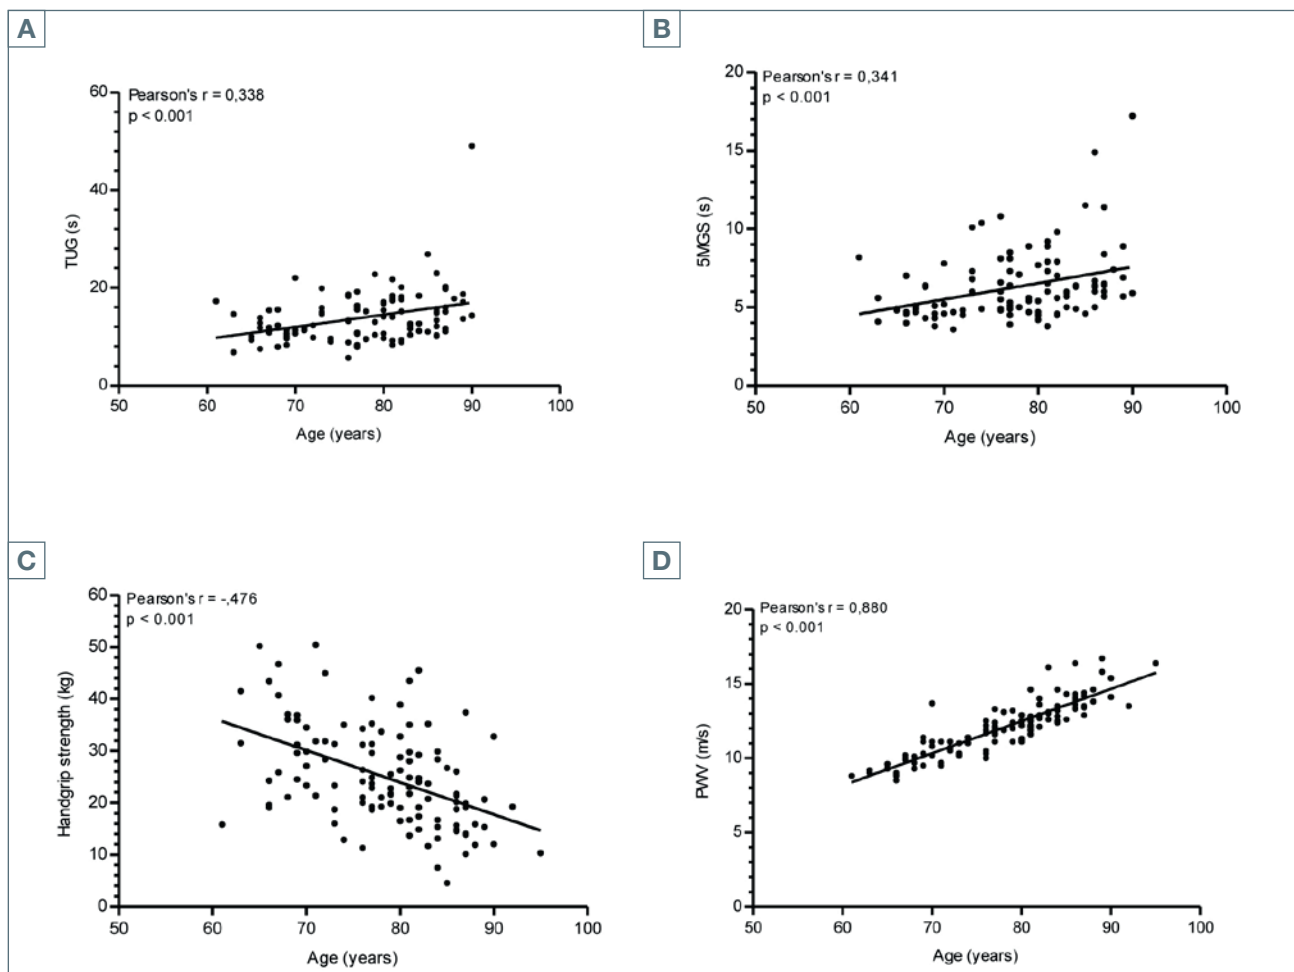 A
Pearson's r = 0,338
p < 0.001
60
40
20
0
TUG (s)
50 60 70 80 90 100
Age (years)
B
Pearson's r = 0,341
p < 0.001
20
15
10
5
0
5MGS (s)
50 60 70 80 90 100
Age (years)
C
Pearson's r = -,476
p < 0.001
60
50
40
30
20
10
0
Handgrip strength (kg)
50 60 70 80 90 100
Age (years)
D
Pearson's r = 0,880
p < 0.001
20
15
10
5
0
PWV (m/s)
50 60 70 80 90 100
Age (years)